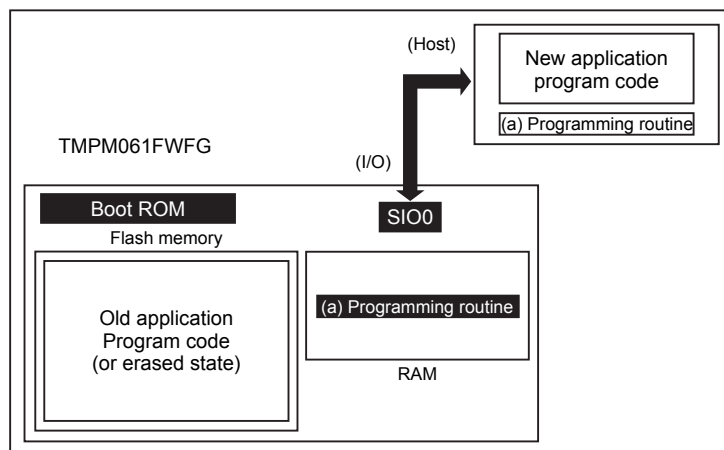 (Host)
New application
program code
(a) Programming routine
TMPM061FWFG
(I/O)
Boot ROM
SIO0
Flash memory
Old application
Program code
(or erased state)
(a) Programming routine
RAM